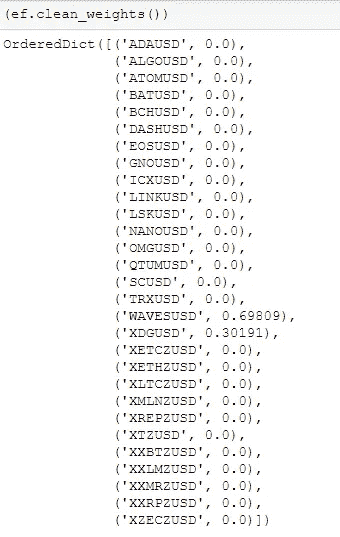 (ef.clean_weights())
OrderedDict([('ADAUSD', 0.0),
('ALGOUSD', 0.0),
('ATOMUSD', 0.0),
('BATUSD', 0.0),
('BCHUSD', 0.0),
('DASHUSD', 0.0),
('EOSUSD', 0.0),
('GNOUSD', 0.0),
('ICXUSD', 0.0),
('LINKUSD', 0.0),
('LSKUSD', 0.0),
('NANOUSD', 0.0),
('OMGUSD', 0.0),
('QTUMUSD', 0.0),
('SCUSD', 0.0),
('TRXUSD', 0.0),
('WAVESUSD', 0.69809),
('XDGUSD', 0.30191),
('XETCZUSD', 0.0),
('XETHZUSD', 0.0),
('XLTCZUSD', 0.0),
('XMLNZUSD', 0.0),
('XREPZUSD', 0.0),
('XTZUSD', 0.0),
('XXBTZUSD', 0.0),
('XXLMZUSD', 0.0),
('XXMRZUSD', 0.0),
('XXRPZUSD', 0.0),
('XZECZUSD', 0.0)])